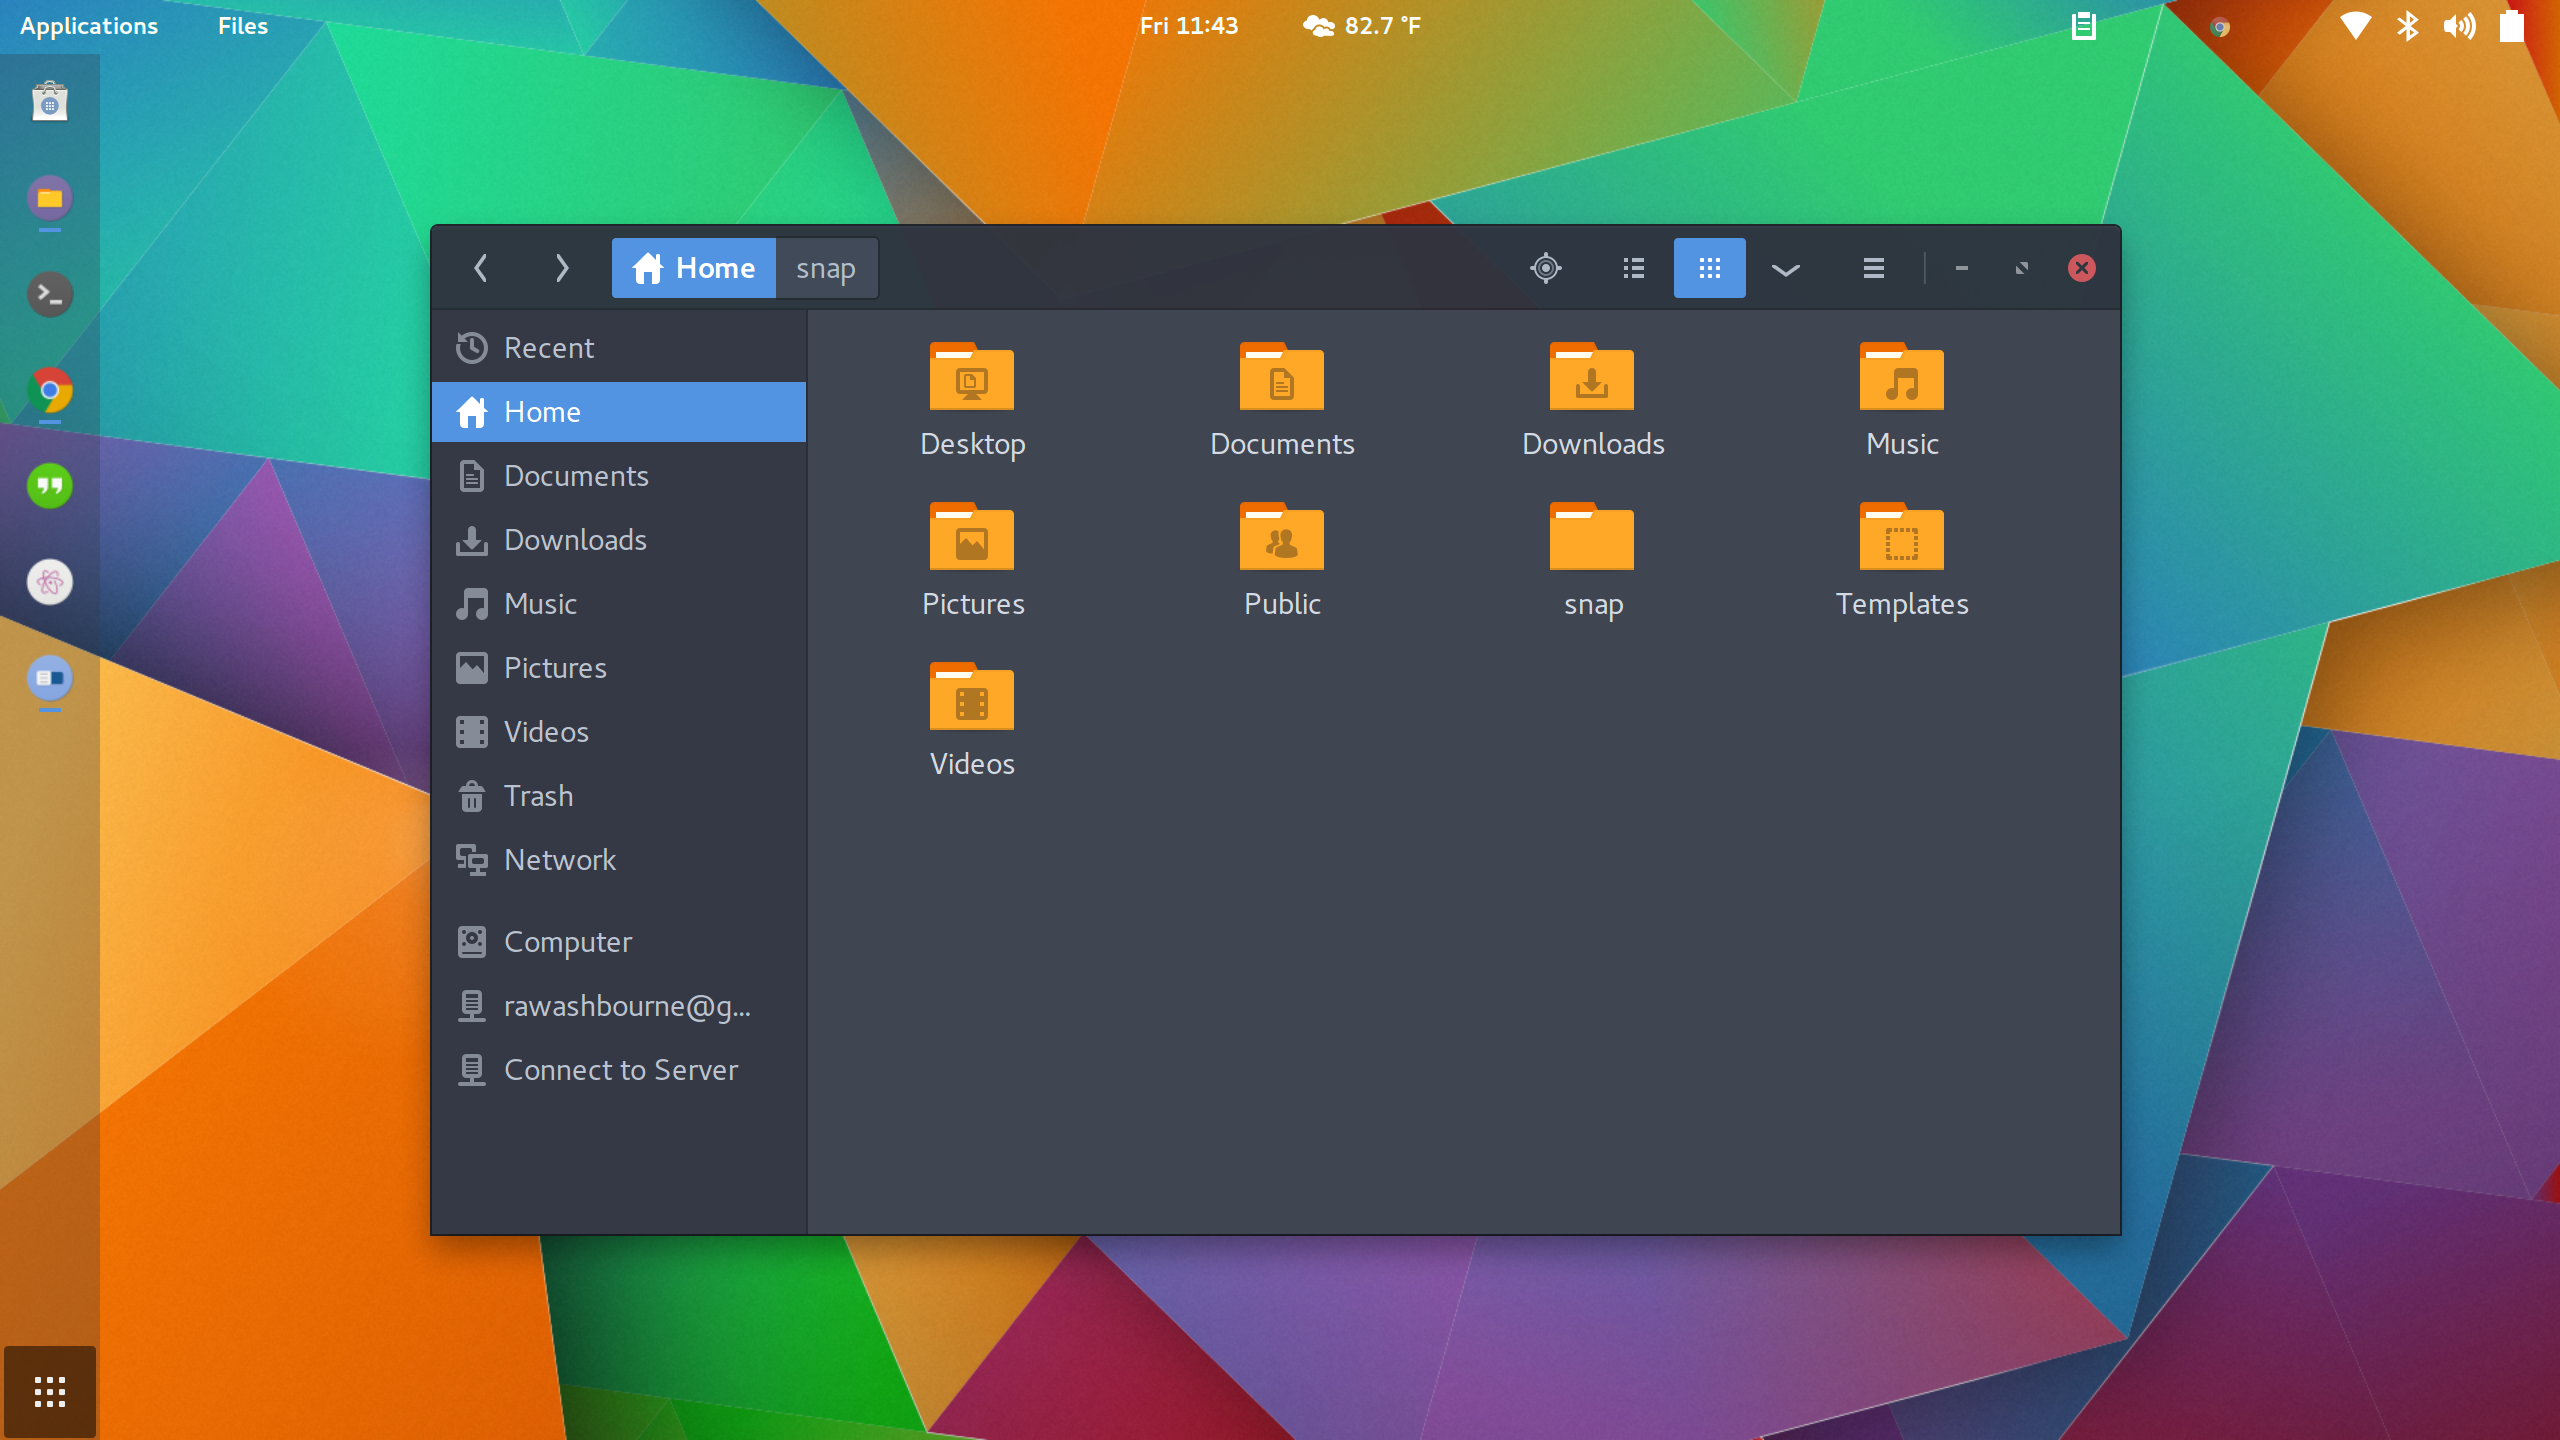 Applications Files Fri 11:43 82.7 °F
Home snap
Recent
Home
Documents
Downloads
Music
Pictures
Videos
Trash
Network
Computer
rawashbourne@g...
Connect to Server
Desktop Documents Downloads Music
Pictures Public snap Templates
Videos